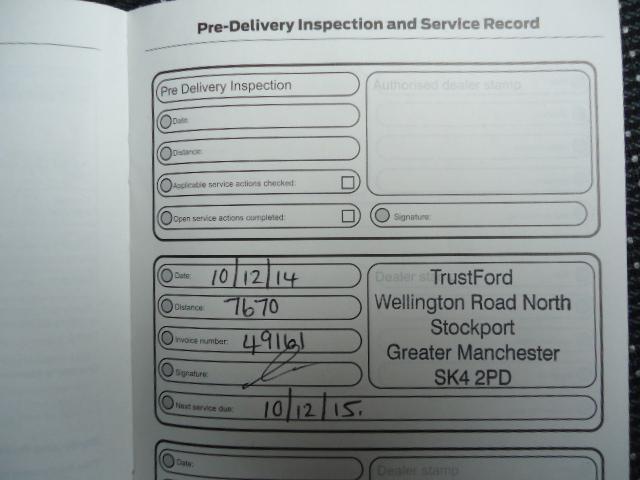 Pre-Delivery Inspection and Service Record
Pre Delivery Inspection
Authorised dealer stamp
Date:
Distance:
Applicable service actions checked:
Open service actions completed:
Signature:
Date: 10/12/14
Distance: 7670
Invoice number: 49161
Signature:
Next service due: 10/12/15.
Dealer stamp
TrustFord
Wellington Road North
Stockport
Greater Manchester
SK4 2PD
Date:
Dealer stamp